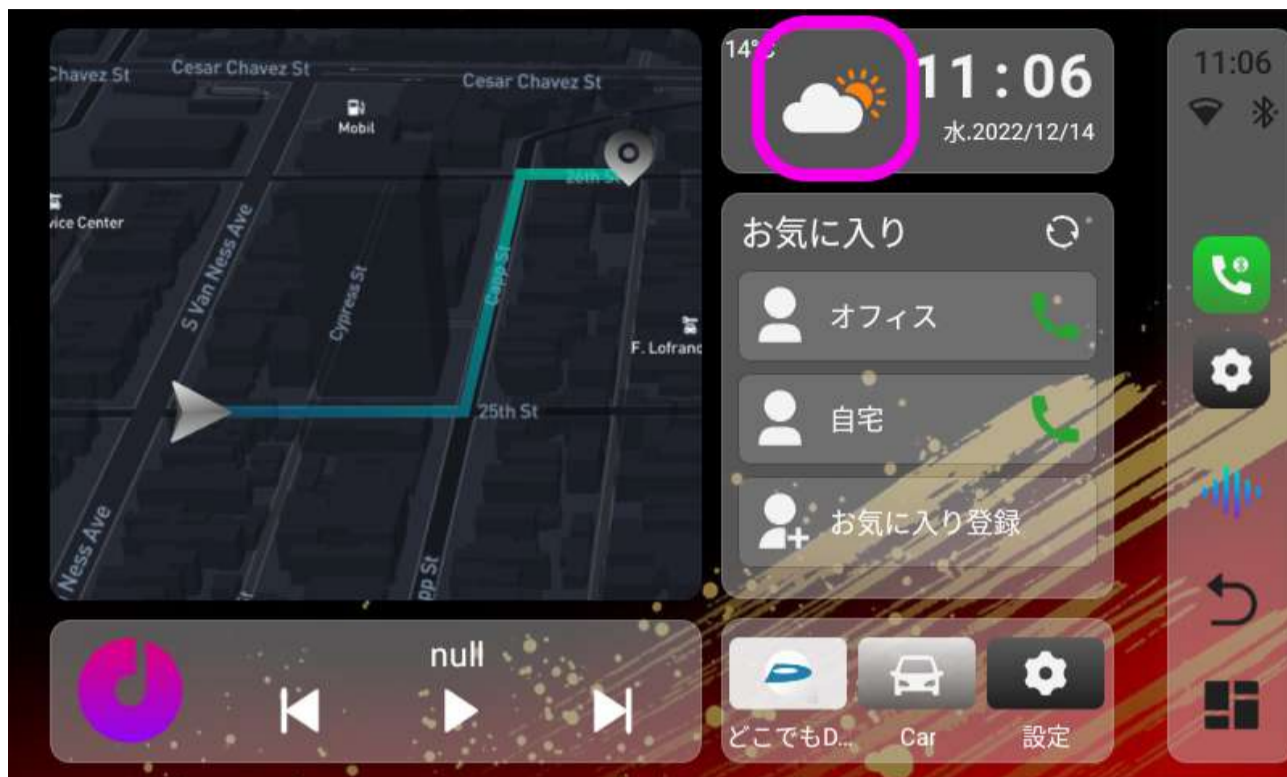 Chavez St
Cesar Chavez St
Cesar Chavez St
Mobil
26th St
vice Center
S Van Ness Ave
Cypress St
Capp St
F. Lofranc
25th St
Ness Ave
pp St
14°C
11:06
水.2022/12/14
お気に入り
オフィス
自宅
お気に入り登録
null
どこでもD...
Car
設定
11:06